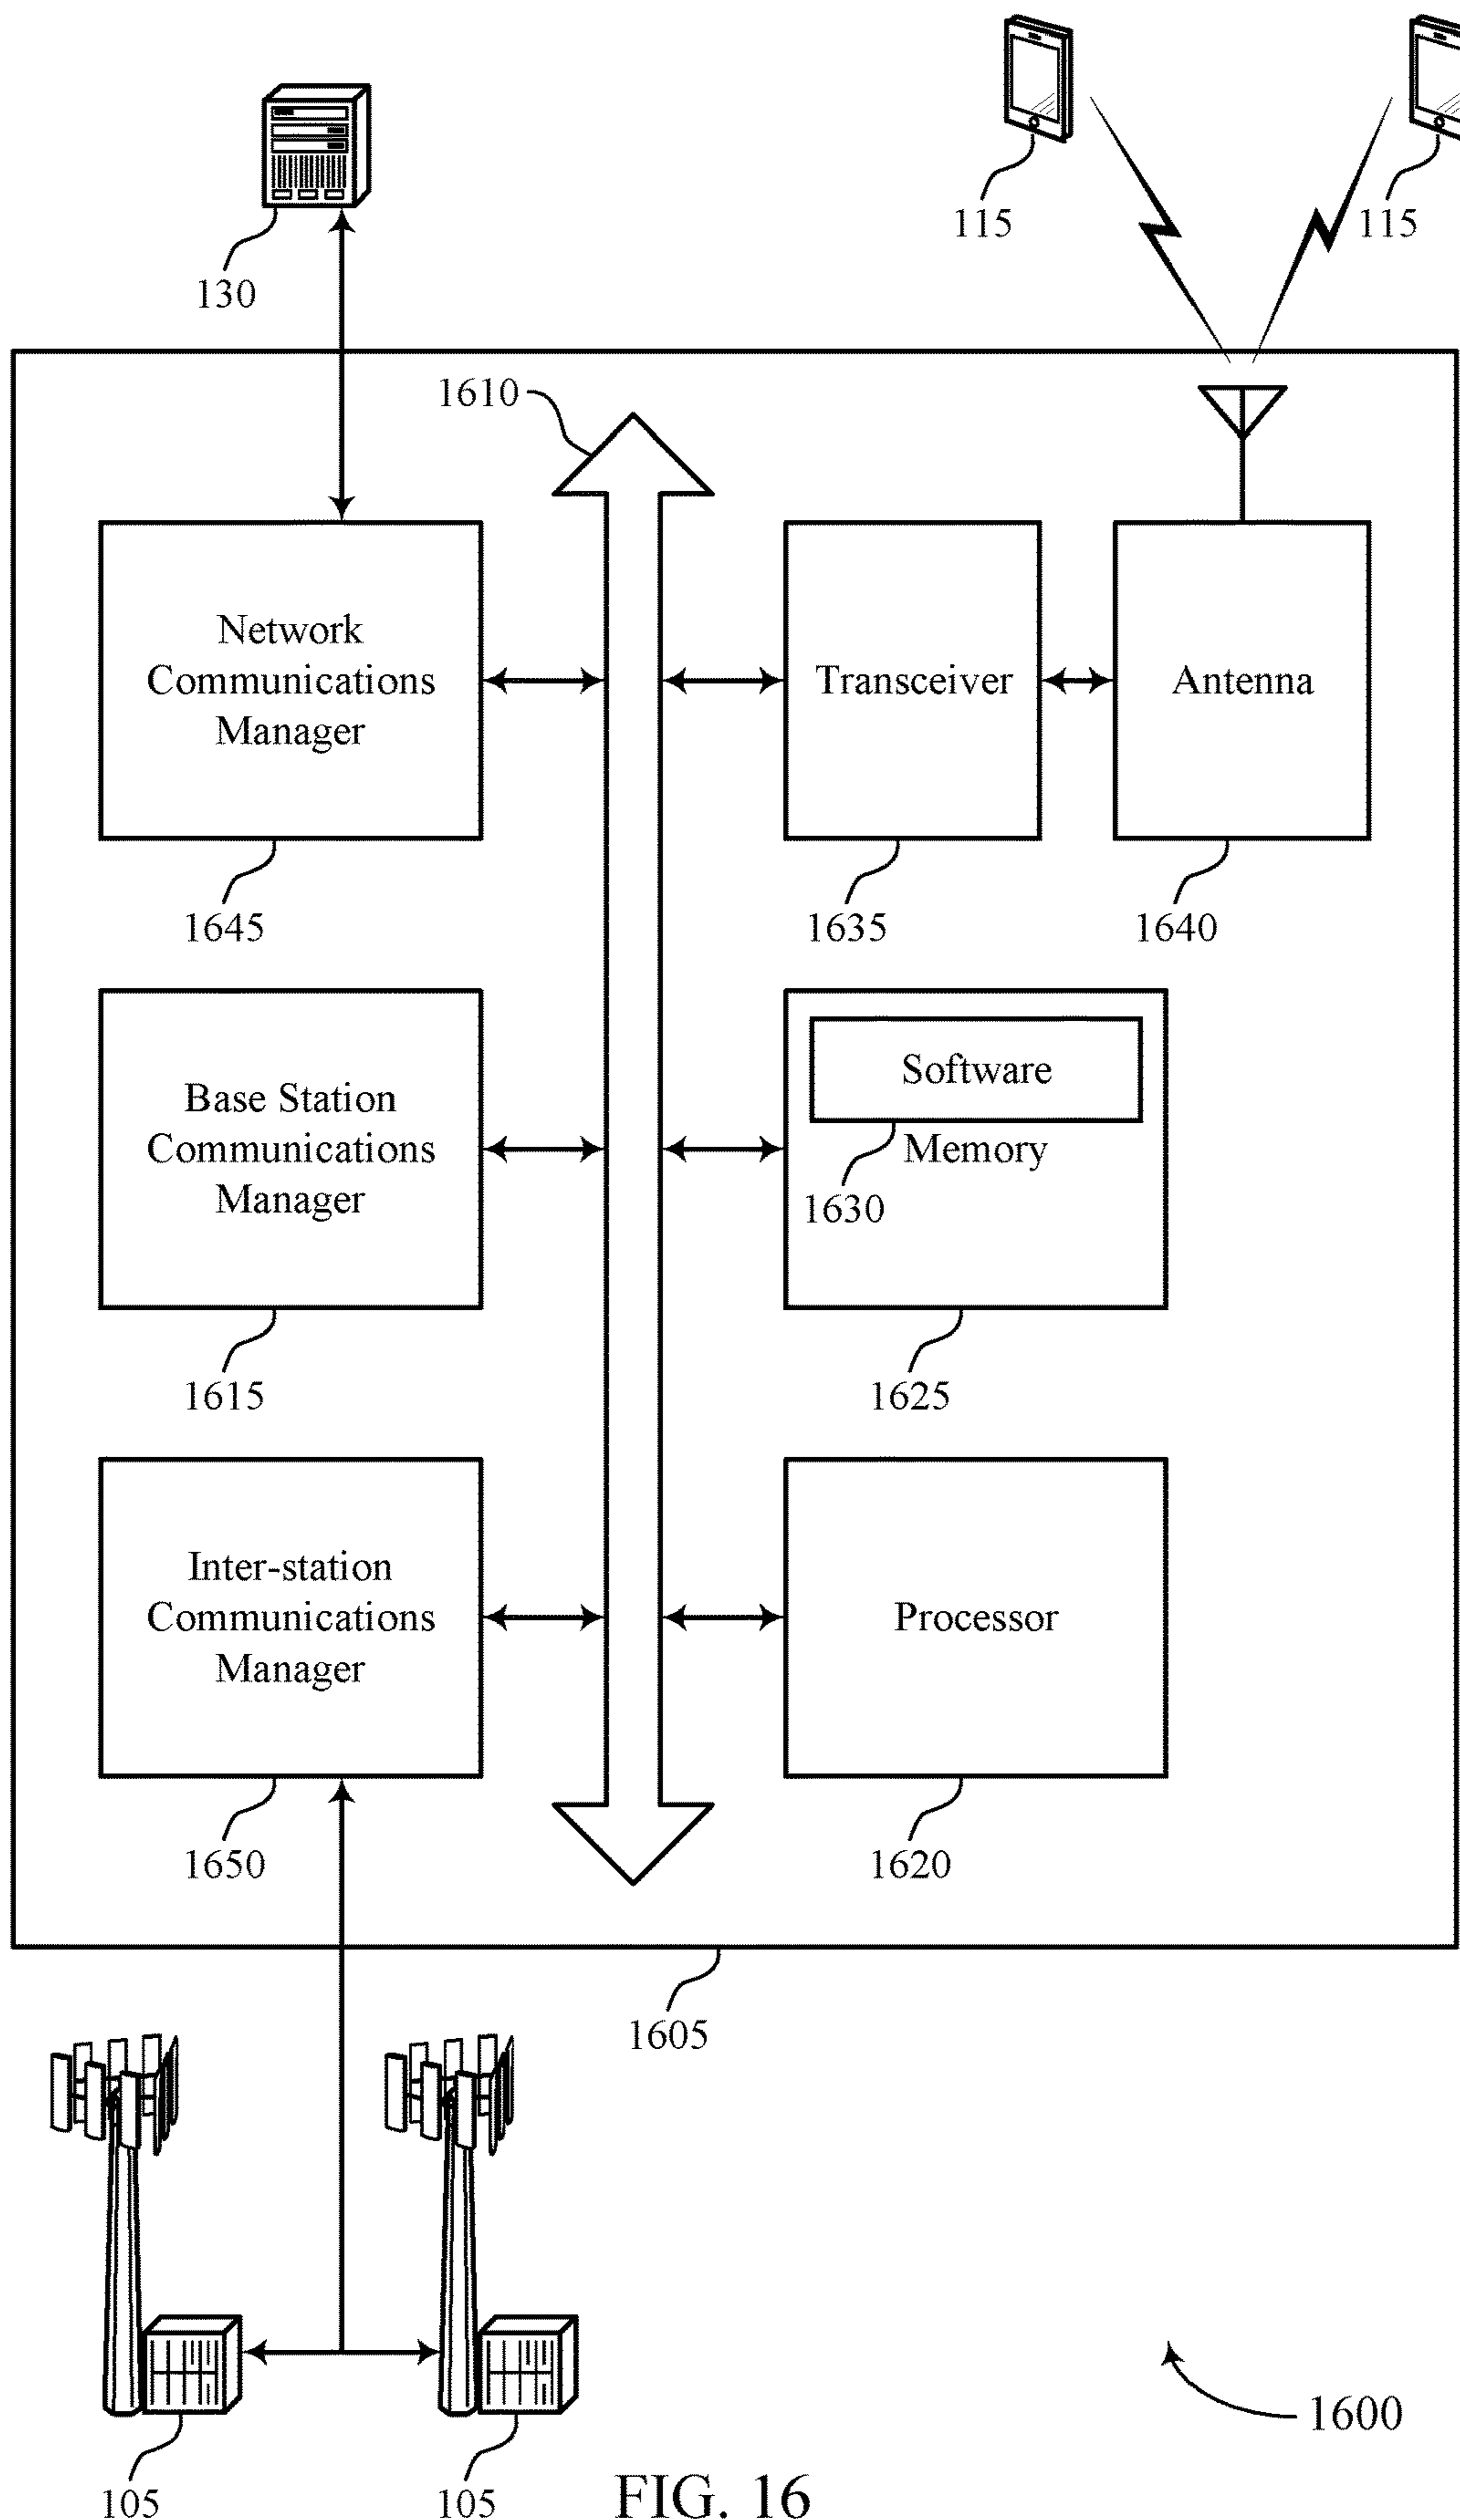 115
115
130
1610
Network
Communications
Manager
Transceiver
Antenna
1645
1635
1640
Base Station
Communications
Manager
Software
Memory
1630
1615
1625
Inter-station
Communications
Manager
Processor
1650
1620
1605
1600
105
105
FIG. 16